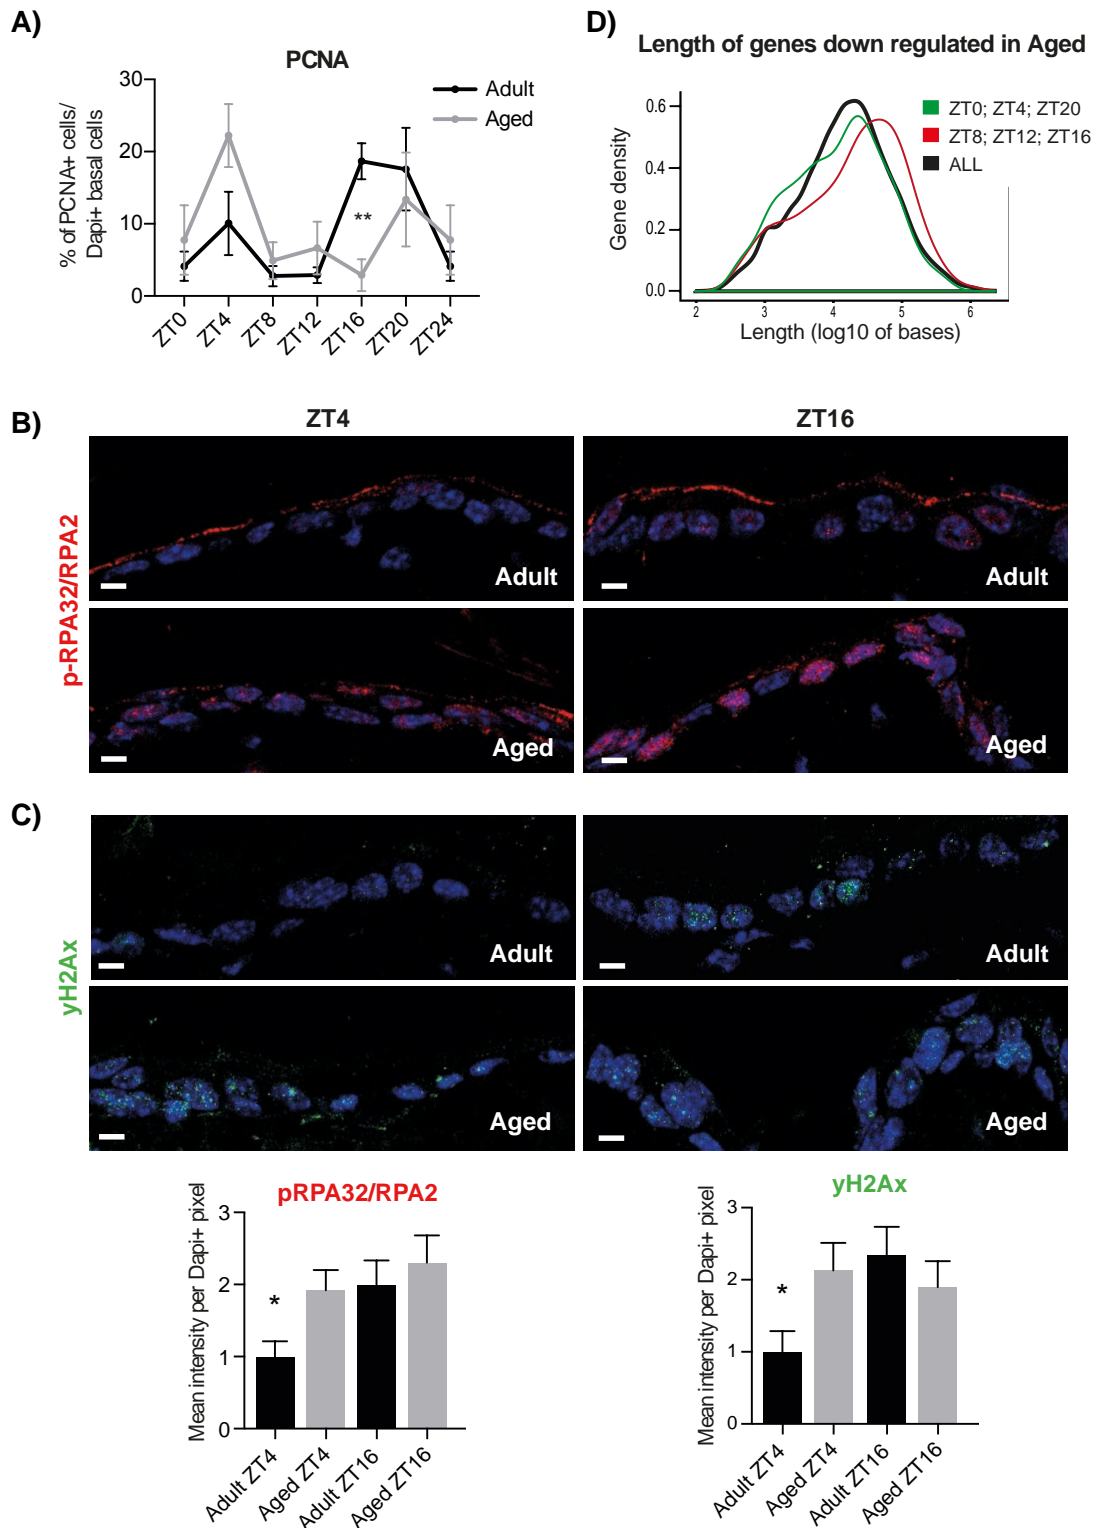 A)
PCNA
30
20
10
0
% of PCNA+ cells/
Dapi+ basal cells
Adult
Aged
**
ZT0
ZT4
ZT8
ZT12
ZT16
ZT20
ZT24
D)
Length of genes down regulated in Aged
0.6
0.4
0.2
0.0
Gene density
ZT0; ZT4; ZT20
ZT8; ZT12; ZT16
ALL
2 3 4 5 6
Length (log10 of bases)
B)
ZT4 ZT16
p-RPA32/RPA2
Adult Adult
Aged Aged
C)
yH2Ax
Adult Adult
Aged Aged
pRPA32/RPA2
3
2
1
0
Mean intensity per Dapi+ pixel
*
Adult ZT4
Aged ZT4
Adult ZT16
Aged ZT16
yH2Ax
3
2
1
0
Mean intensity per Dapi+ pixel
*
Adult ZT4
Aged ZT4
Adult ZT16
Aged ZT16